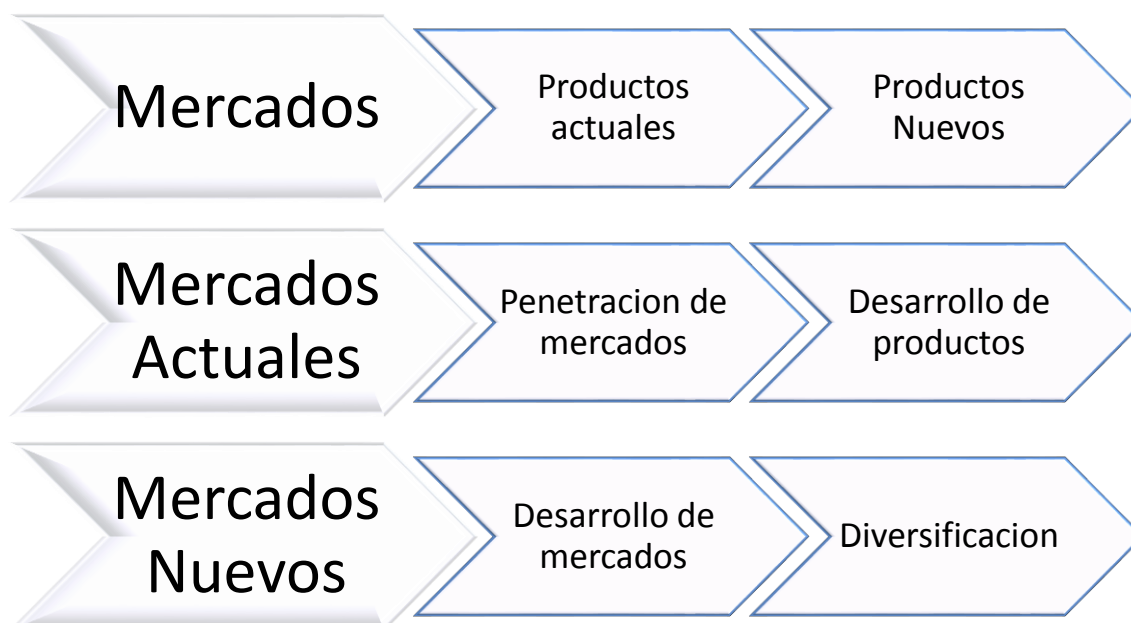 Mercados
Productos
actuales
Productos
Nuevos
Mercados
Actuales
Penetracion de
mercados
Desarrollo de
productos
Mercados
Nuevos
Desarrollo de
mercados
Diversificacion